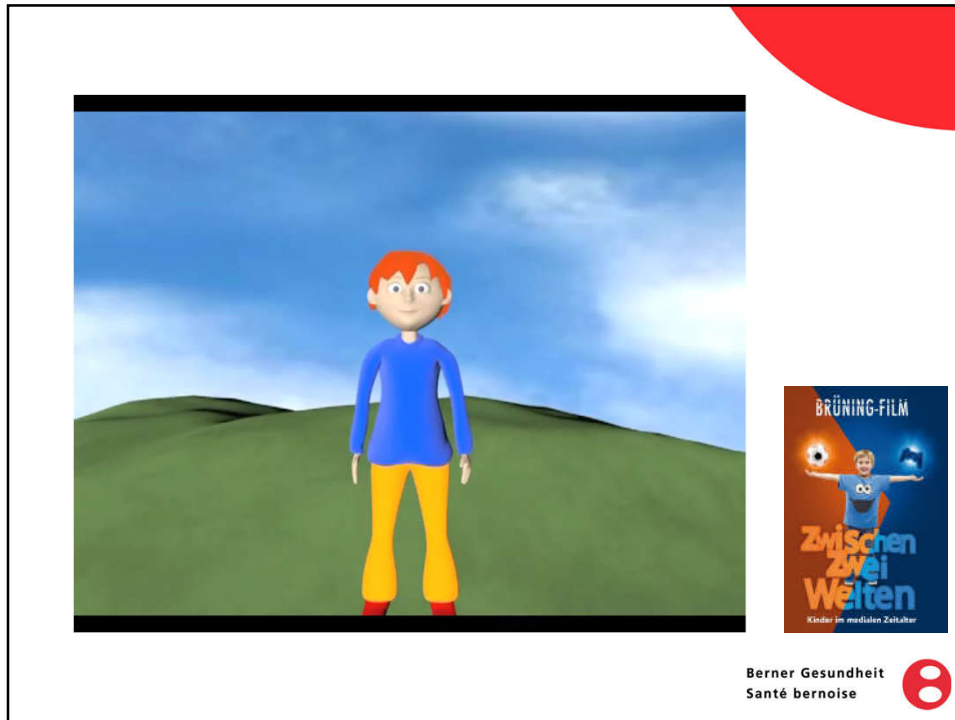 BRÜNING-FILM
Zwischen
Zwei
Welten
Kinder im medialen Zeitalter
Berner Gesundheit
Santé bernoise